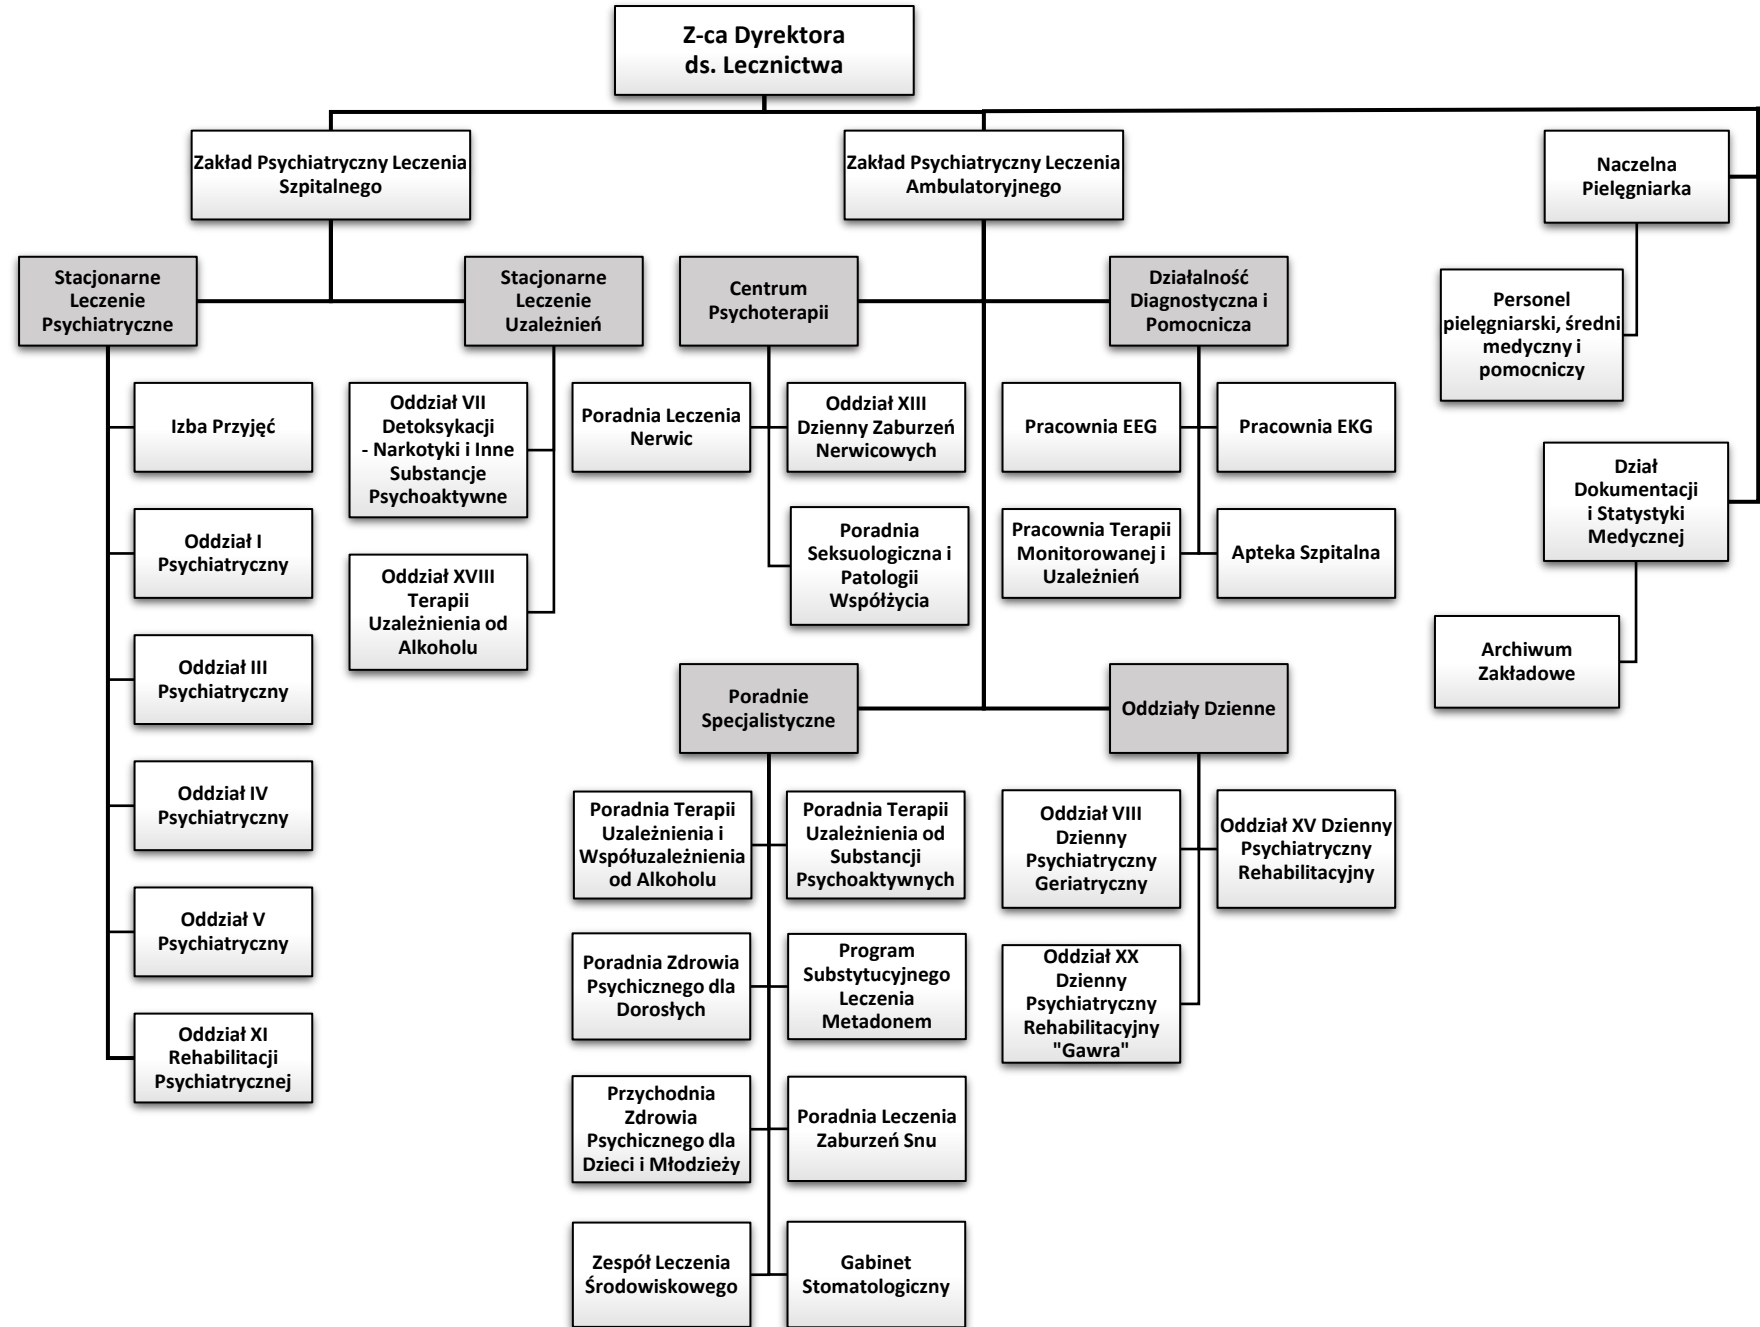 Z-ca Dyrektora
ds. Lecznictwa
Zakład Psychiatryczny Leczenia
Szpitalnego
Zakład Psychiatryczny Leczenia
Ambulatoryjnego
Naczelna
Pielęgniarka
Stacjonarne
Leczenie
Psychiatryczne
Stacjonarne
Leczenie
Uzależnień
Centrum
Psychoterapii
Działalność
Diagnostyczna i
Pomocnicza
Personel
pielęgniarski, średni
medyczny i
pomocniczy
Izba Przyjęć
Oddział I
Psychiatryczny
Oddział III
Psychiatryczny
Oddział IV
Psychiatryczny
Oddział V
Psychiatryczny
Oddział XI
Rehabilitacji
Psychiatrycznej
Oddział VII
Detoksykacji
- Narkotyki i Inne
Substancje
Psychoaktywne
Oddział XVIII
Terapii
Uzależnienia od
Alkoholu
Poradnia Leczenia
Nerwic
Oddział XIII
Dzienny Zaburzeń
Nerwicowych
Poradnia
Seksuologiczna i
Patologii
Współżycia
Pracownia EEG
Pracownia EKG
Pracownia Terapii
Monitorowanej i
Uzależnień
Apteka Szpitalna
Dział
Dokumentacji
i Statystyki
Medycznej
Archiwum
Zakładowe
Poradnie
Specjalistyczne
Oddziały Dzienne
Poradnia Terapii
Uzależnienia i
Współuzależnienia
od Alkoholu
Poradnia Terapii
Uzależnienia od
Substancji
Psychoaktywnych
Poradnia Zdrowia
Psychicznego dla
Dorosłych
Program
Substytucyjnego
Leczenia
Metadonem
Przychodnia
Zdrowia
Psychicznego dla
Dzieci i Młodzieży
Poradnia Leczenia
Zaburzeń Snu
Zespół Leczenia
Środowiskowego
Gabinet
Stomatologiczny
Oddział VIII
Dzienny
Psychiatryczny
Geriatryczny
Oddział XV Dzienny
Psychiatryczny
Rehabilitacyjny
Oddział XX
Dzienny
Psychiatryczny
Rehabilitacyjny
"Gawra"